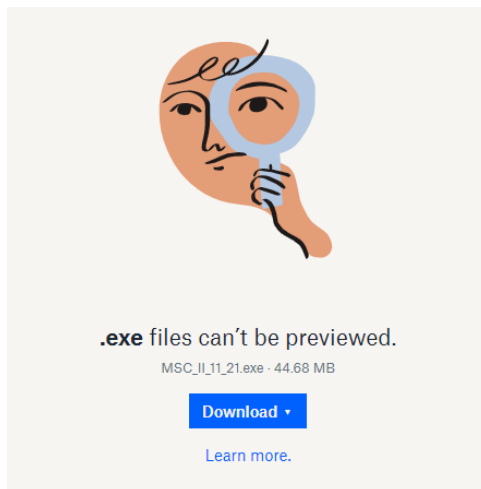 .exe files can't be previewed.
MSC_II_11_21.exe · 44.68 MB
Download ▼
Learn more.